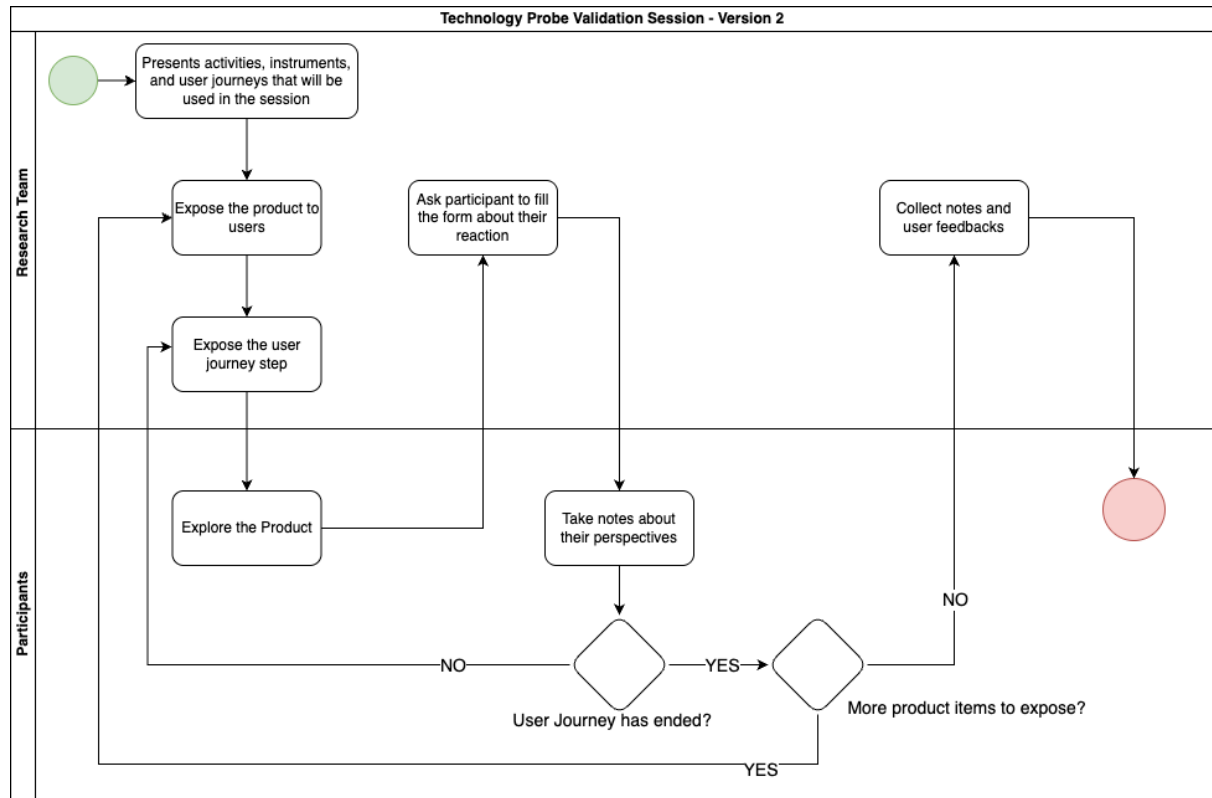 Technology Probe Validation Session - Version 2
Research Team
Presents activities, instruments,
and user journeys that will be
used in the session
Expose the product to
users
Ask participant to fill
the form about their
reaction
Collect notes and
user feedbacks
Expose the user
journey step
Participants
Explore the Product
Take notes about
their perspectives
NO
NO
YES
User Journey has ended?
More product items to expose?
YES